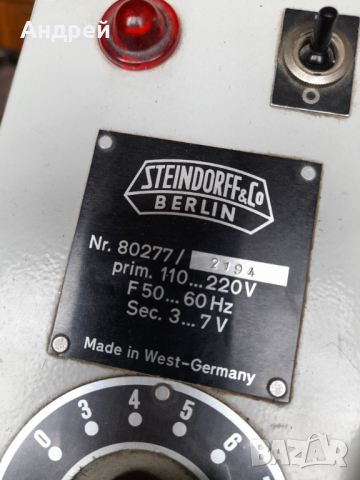 Андрей
STEINDORFF & Co
BERLIN
Nr. 80277/ 2194
prim. 110...220V
F 50...60 Hz
Sec. 3...7 V
Made in West-Germany
0 3 4 5 6
BAZAR